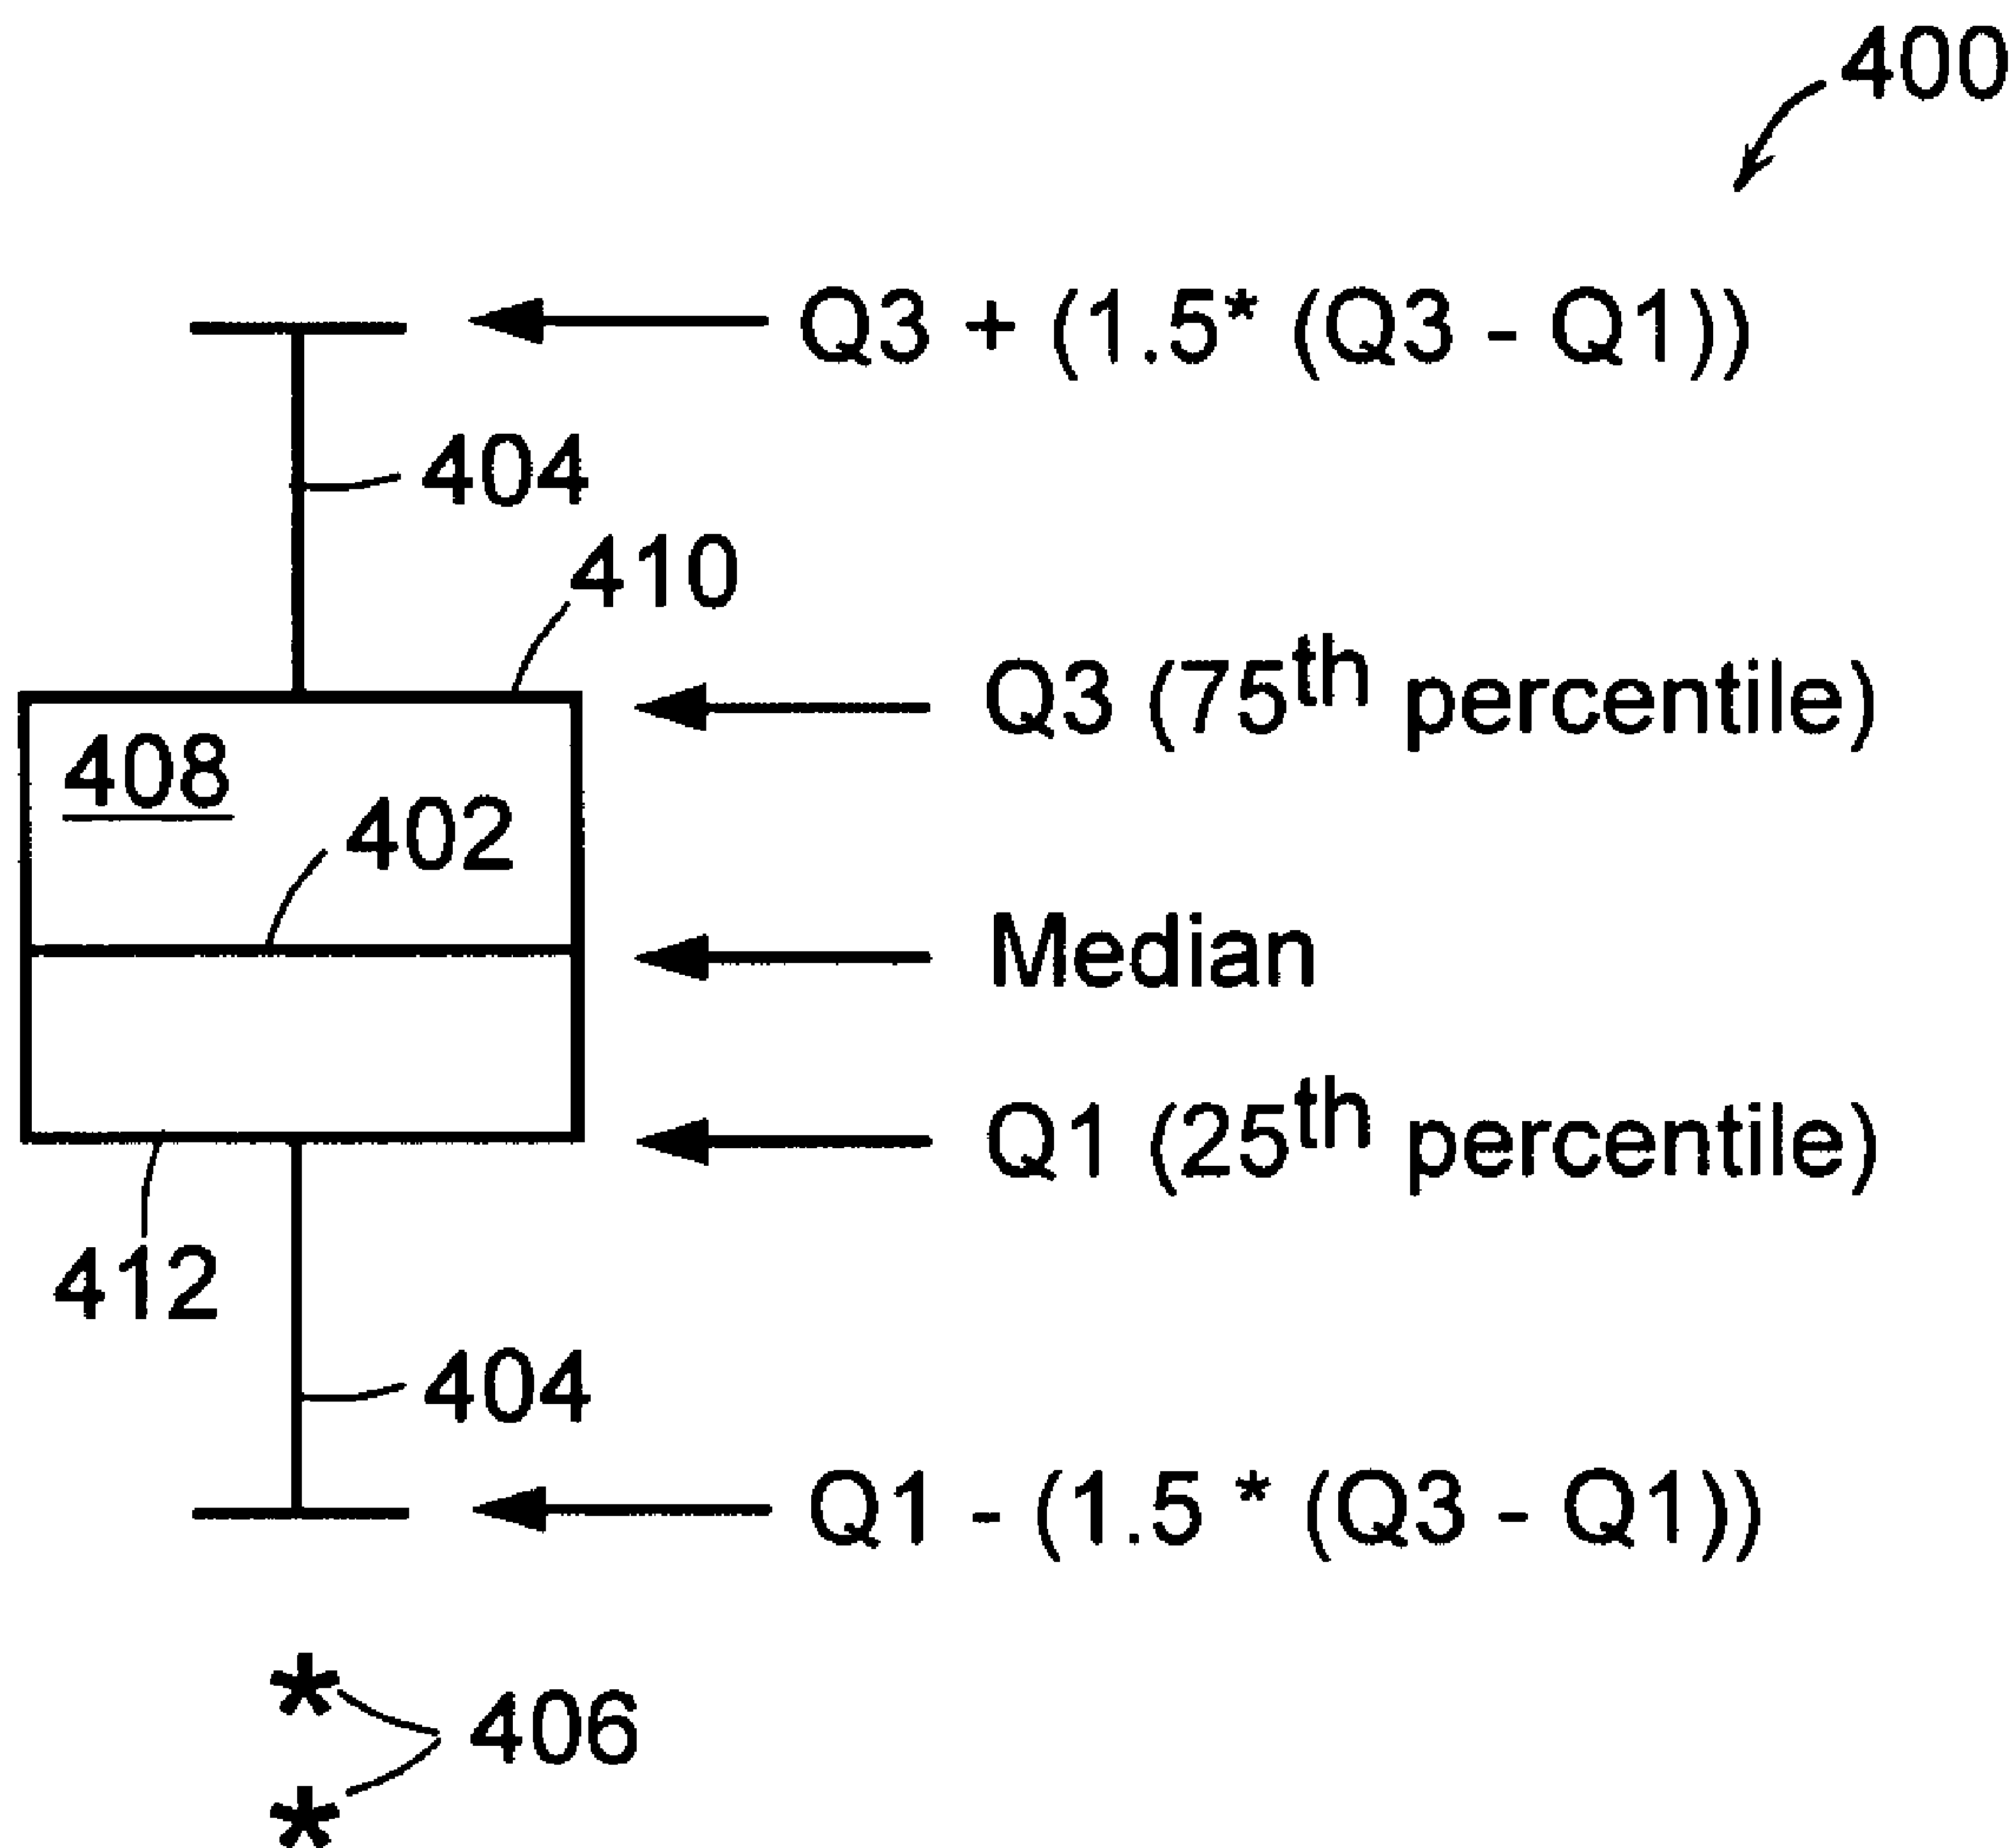 400
Q3 + (1.5* (Q3 - Q1))
404
410
Q3 (75th percentile)
408
402
Median
Q1 (25th percentile)
412
404
Q1 - (1.5 * (Q3 - Q1))
*
406
*